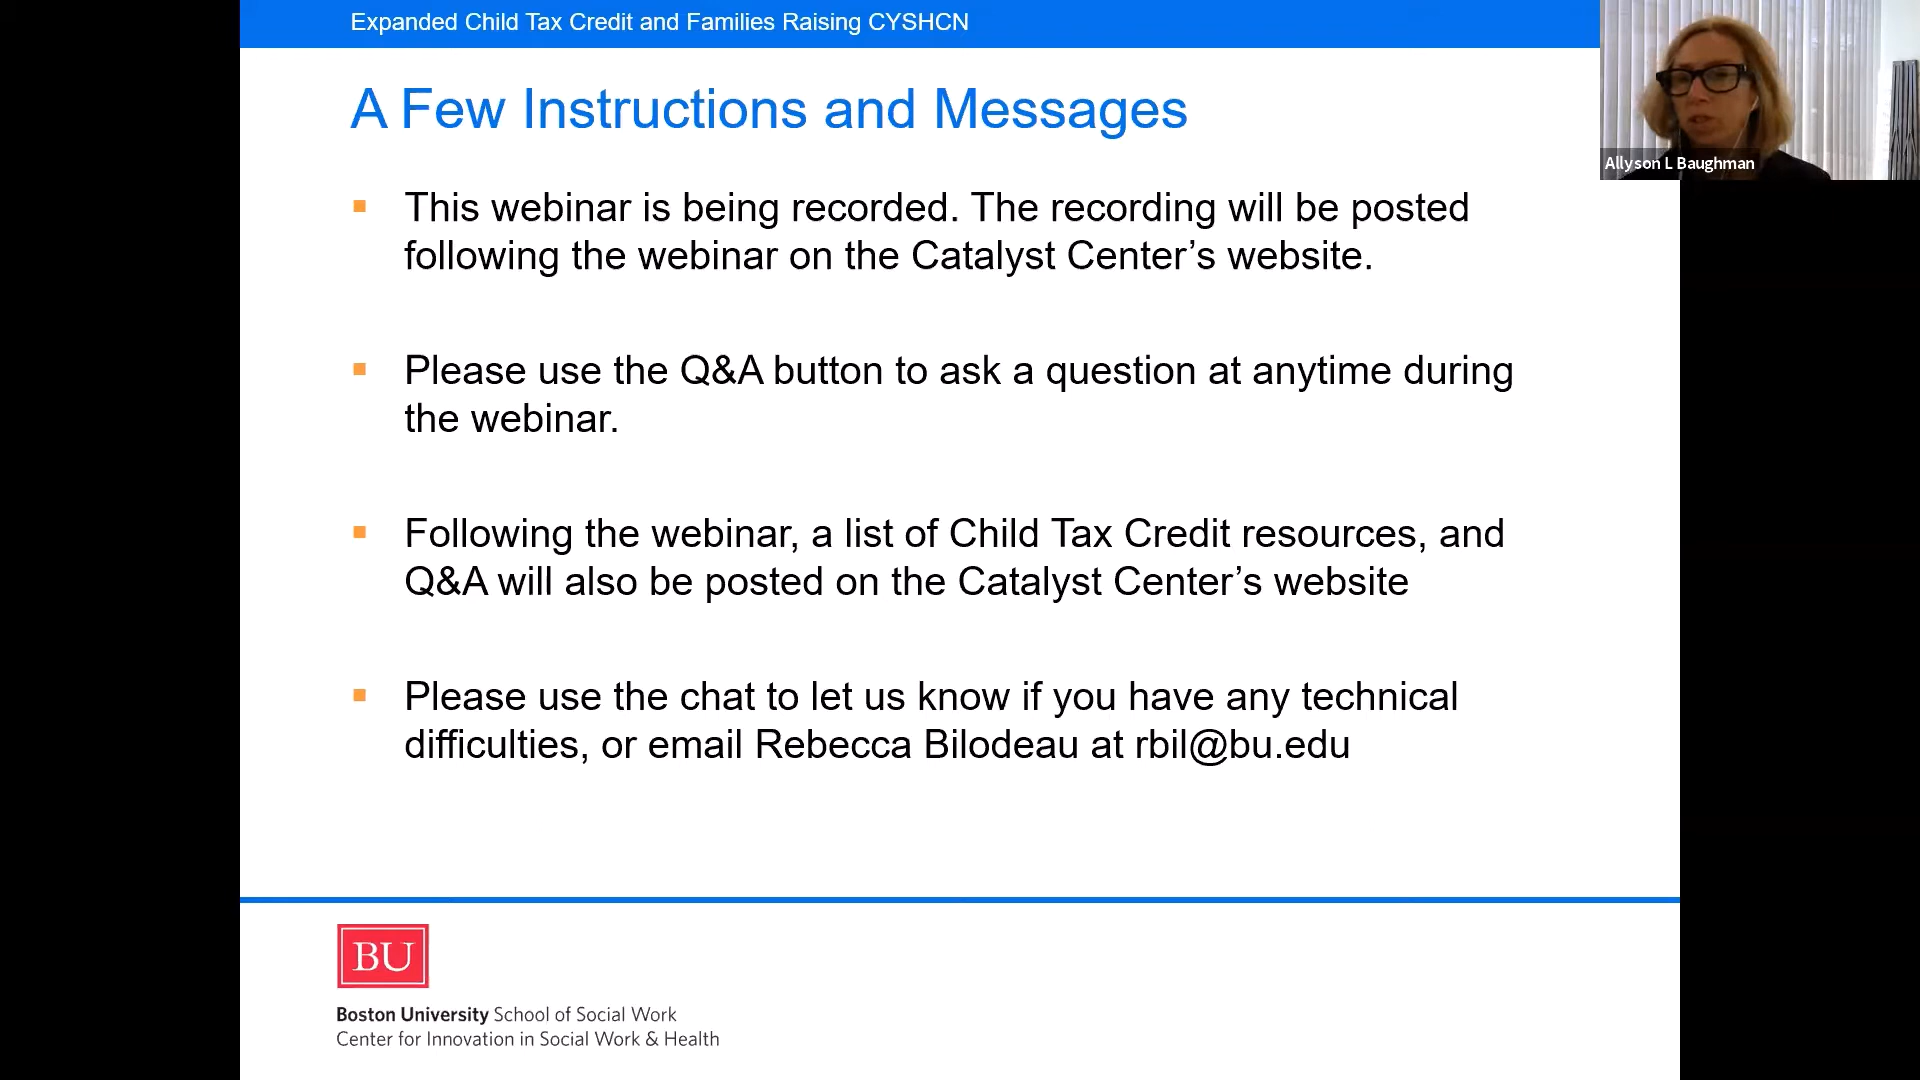 Expanded Child Tax Credit and Families Raising CYSHCN
A Few Instructions and Messages
Allyson L Baughman
This webinar is being recorded. The recording will be posted
following the webinar on the Catalyst Center’s website.
Please use the Q&A button to ask a question at anytime during
the webinar.
Following the webinar, a list of Child Tax Credit resources, and
Q&A will also be posted on the Catalyst Center’s website
Please use the chat to let us know if you have any technical
difficulties, or email Rebecca Bilodeau at rbil@bu.edu
BU
Boston University School of Social Work
Center for Innovation in Social Work & Health